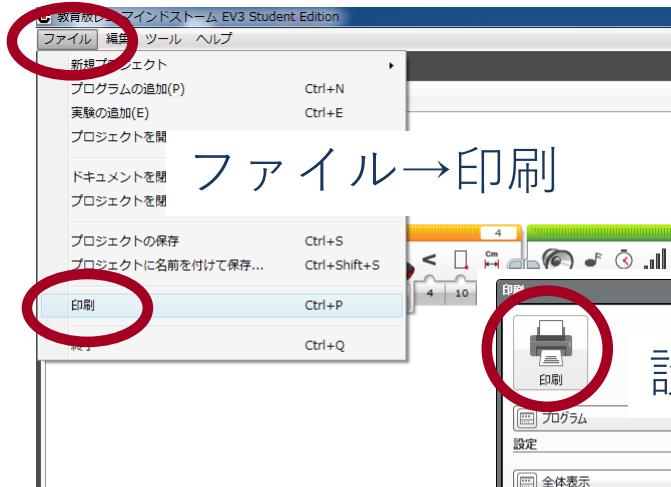 教育版レゴ マインドストーム EV3 Student Edition
ファイル 編集 ツール ヘルプ
新規プロジェクト
プログラムの追加(P) Ctrl+N
実験の追加(E) Ctrl+E
プロジェクトを開
ファイル→印刷
ドキュメントを閉
プロジェクトを閉
プロジェクトの保存 Ctrl+S
プロジェクトに名前を付けて保存... Ctrl+Shift+S
印刷 Ctrl+P
終了 Ctrl+Q
4
< Cm
4 10
印刷
印刷
プログラム
設定
全体表示